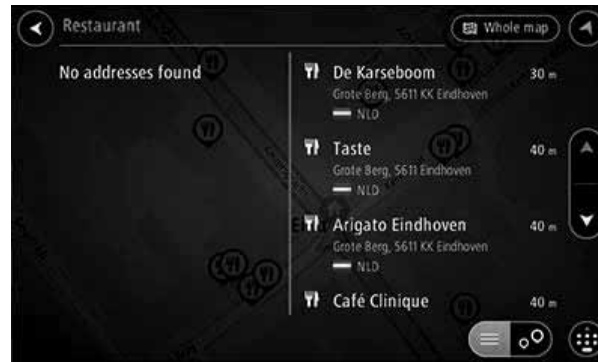 Restaurant
Whole map
No addresses found
De Karseboom
30 m
Grote Berg, 5611 KK Eindhoven
NLD
Taste
40 m
Grote Berg, 5611 KK Eindhoven
NLD
Arigato Eindhoven
40 m
Grote Berg, 5611 KK Eindhoven
NLD
Café Clinique
40 m